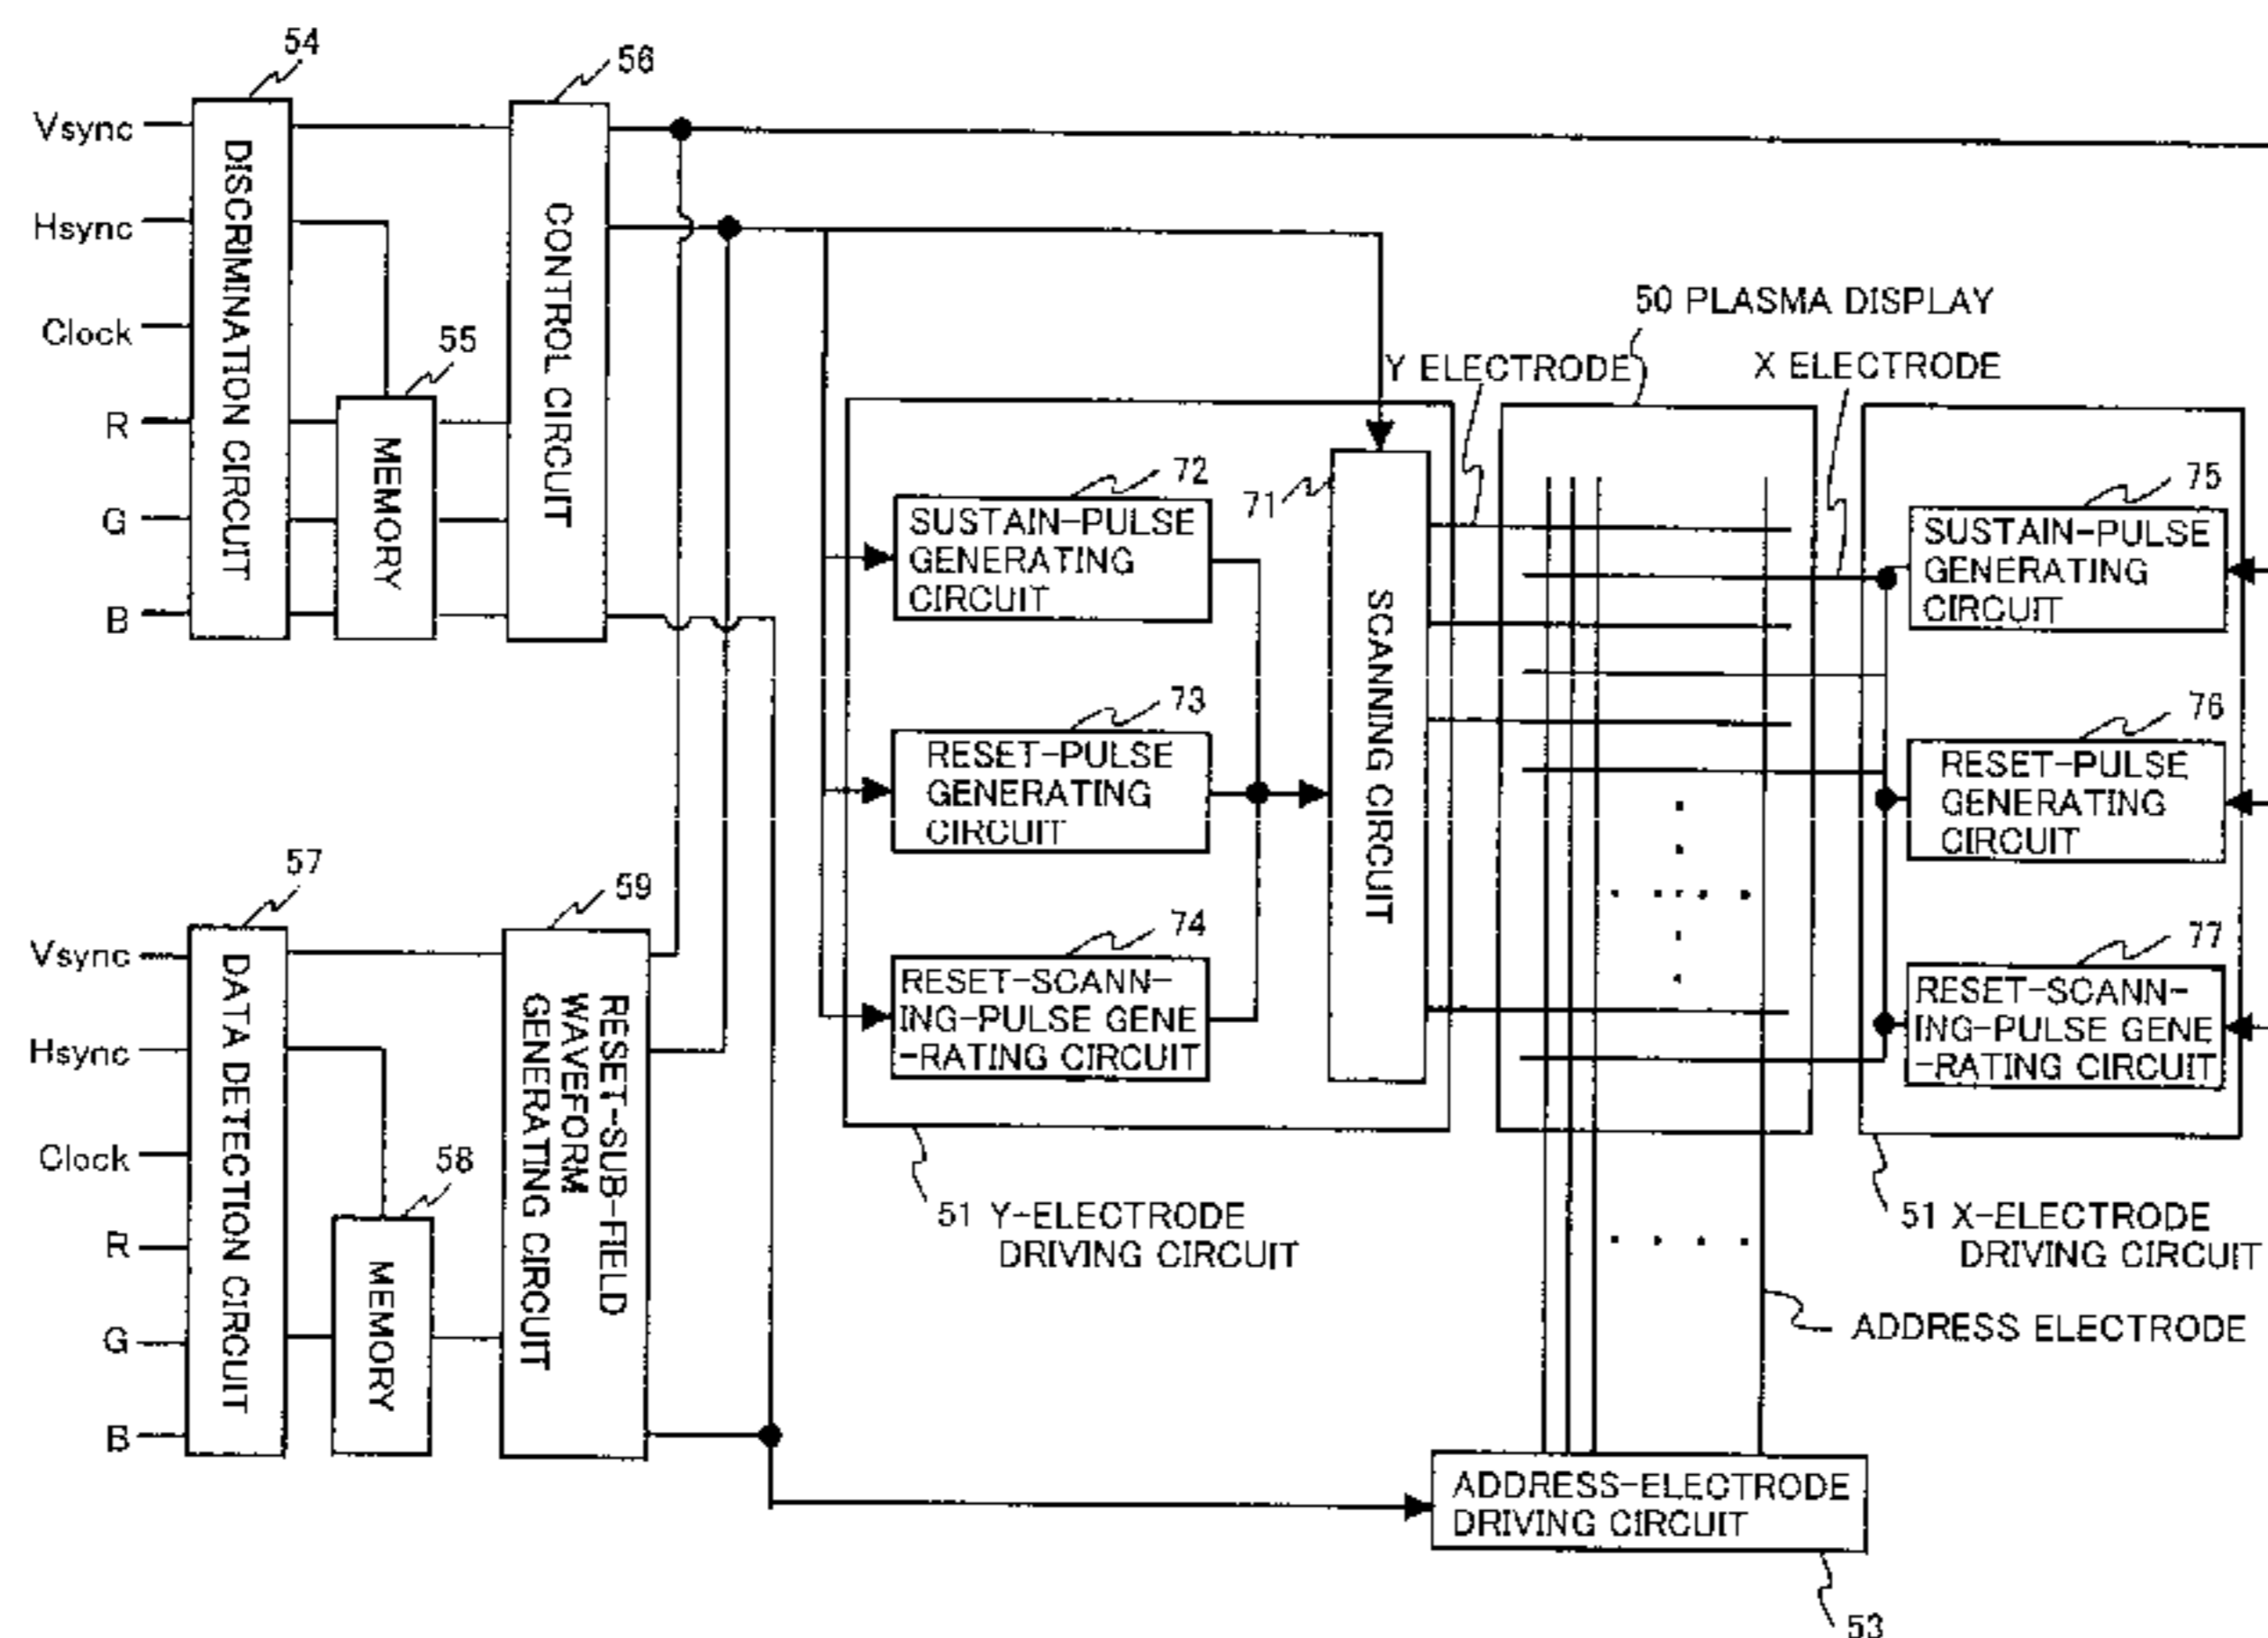 54
56
Vsync
Hsync
Clock
R
G
B
DISCRIMINATION CIRCUIT
55
MEMORY
CONTROL CIRCUIT
50 PLASMA DISPLAY
Y ELECTRODE
X ELECTRODE
72
SUSTAIN-PULSE
GENERATING
CIRCUIT
73
RESET-PULSE
GENERATING
CIRCUIT
74
RESET-SCANN-
ING-PULSE GENE
-RATING CIRCUIT
71
SCANNING CIRCUIT
75
SUSTAIN-PULSE
GENERATING
CIRCUIT
76
RESET-PULSE
GENERATING
CIRCUIT
77
RESET-SCANN-
ING-PULSE GENE
-RATING CIRCUIT
57
59
Vsync
Hsync
Clock
R
G
B
DATA DETECTION CIRCUIT
58
MEMORY
RESET-SUB-FIELD
WAVEFORM
GENERATING CIRCUIT
51 Y-ELECTRODE
DRIVING CIRCUIT
51 X-ELECTRODE
DRIVING CIRCUIT
ADDRESS ELECTRODE
ADDRESS-ELECTRODE
DRIVING CIRCUIT
53